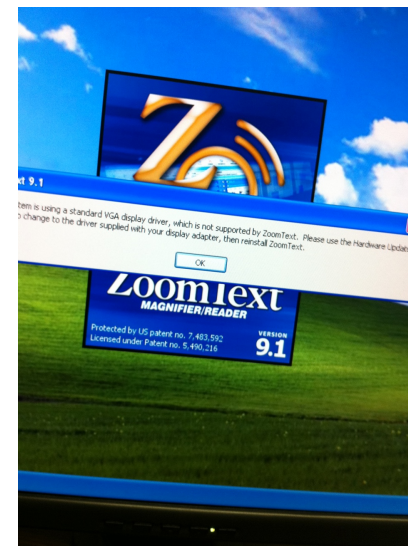 Zo
xt 9.1
tem is using a standard VGA display driver, which is not supported by ZoomText. Please use the Hardware Updat
o change to the driver supplied with your display adapter, then reinstall ZoomText.
OK
ZoomText
MAGNIFIER/READER
Protected by US patent no. 7,483,592
Licensed under Patent no. 5,490,216
VERSION
9.1